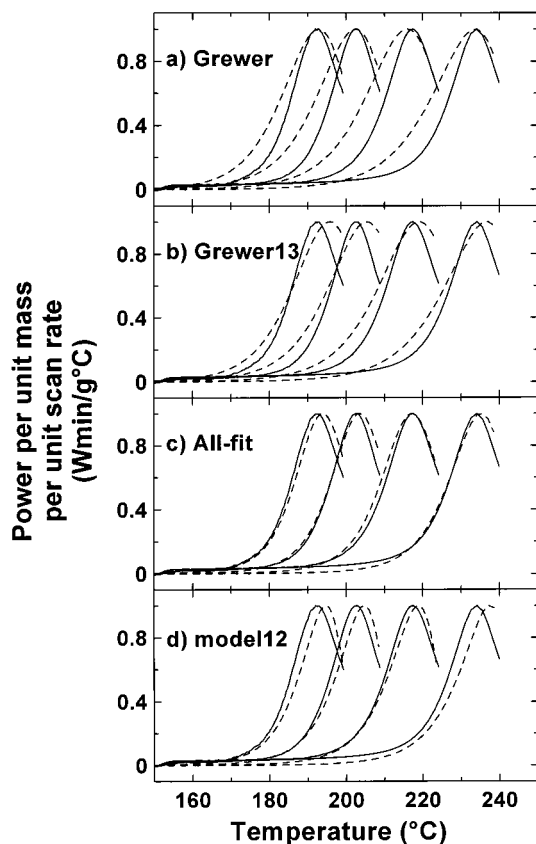 a) Grewer
0.8
0.4
0
b) Grewer13
0.8
0.4
0
c) All-fit
0.8
0.4
0
d) model12
0.8
0.4
0
160 180 200 220 240
Temperature (°C)
Power per unit mass
per unit scan rate
(Wmin/g°C)